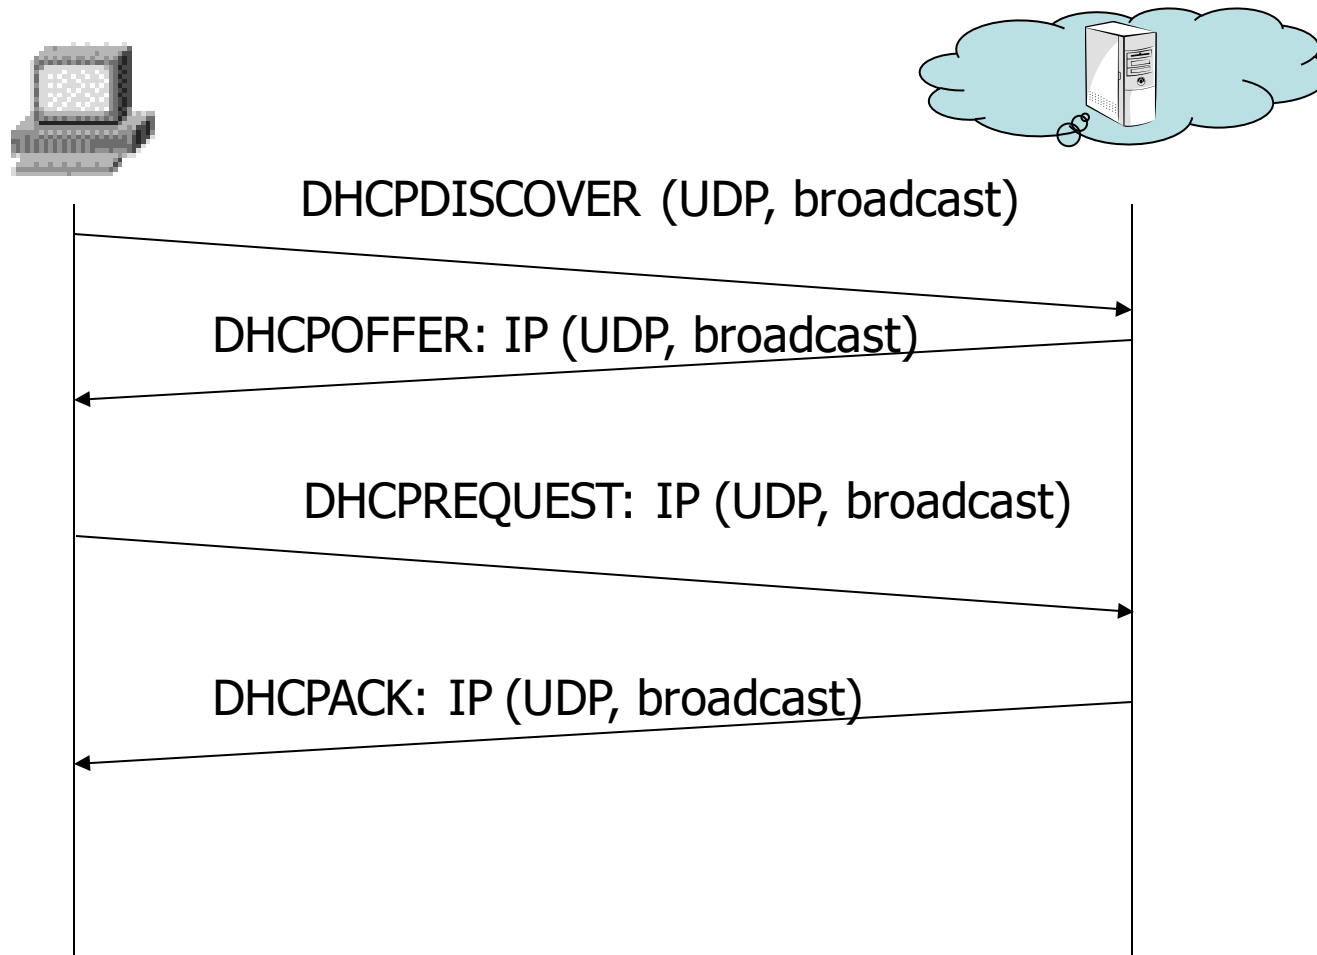 DHCPDISCOVER (UDP, broadcast)
DHCPOFFER: IP (UDP, broadcast)
DHCPREQUEST: IP (UDP, broadcast)
DHCPACK: IP (UDP, broadcast)